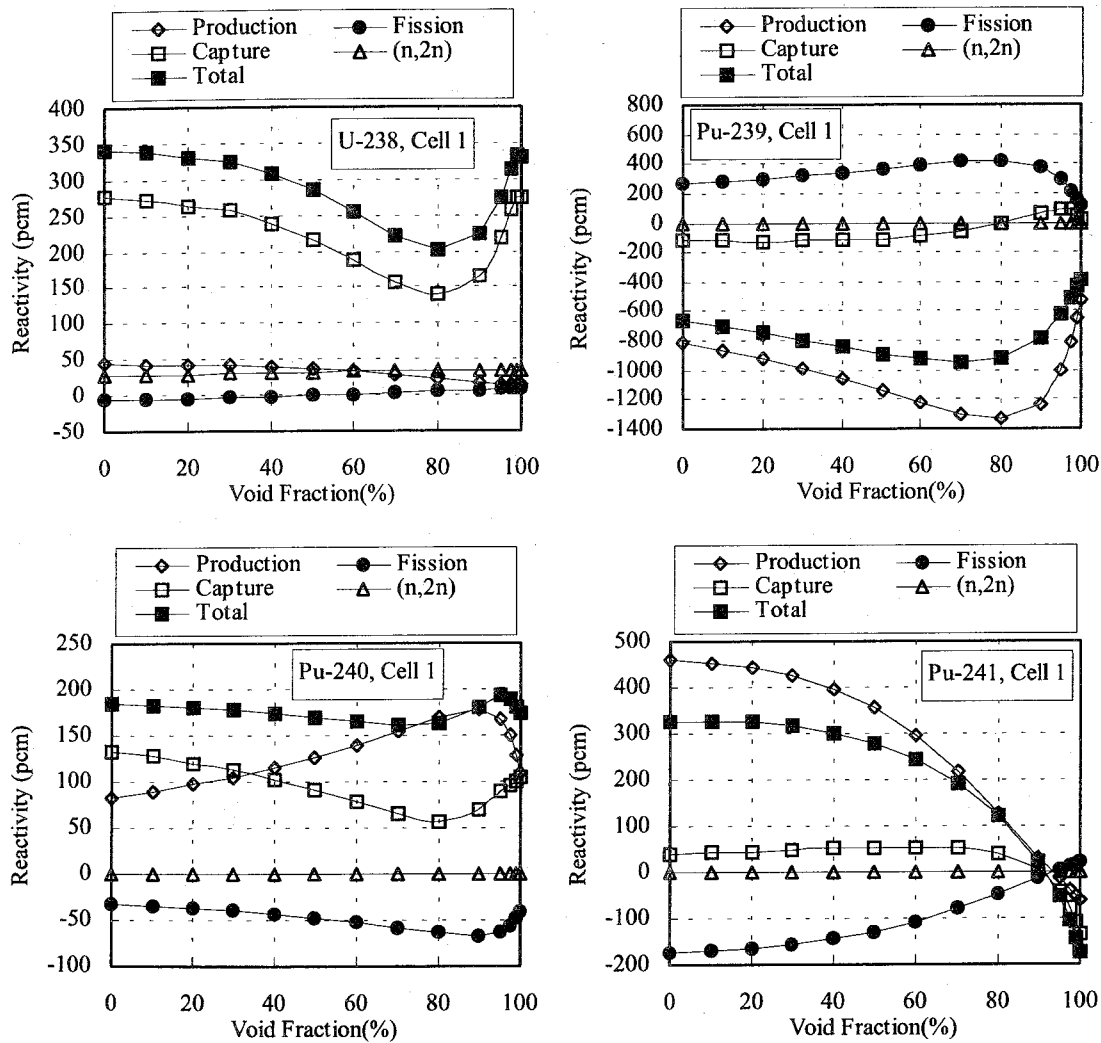 Production Fission
Capture (n,2n)
Total
U-238, Cell 1
Reactivity (pcm)
400
350
300
250
200
150
100
50
0
-50
0 20 40 60 80 100
Void Fraction(%)
Production Fission
Capture (n,2n)
Total
Pu-239, Cell 1
Reactivity (pcm)
800
600
400
200
0
-200
-400
-600
-800
-1000
-1200
-1400
0 20 40 60 80 100
Void Fraction(%)
Production Fission
Capture (n,2n)
Total
Pu-240, Cell 1
Reactivity (pcm)
250
200
150
100
50
0
-50
-100
0 20 40 60 80 100
Void Fraction(%)
Production Fission
Capture (n,2n)
Total
Pu-241, Cell 1
Reactivity (pcm)
500
400
300
200
100
0
-100
-200
0 20 40 60 80 100
Void Fraction(%)